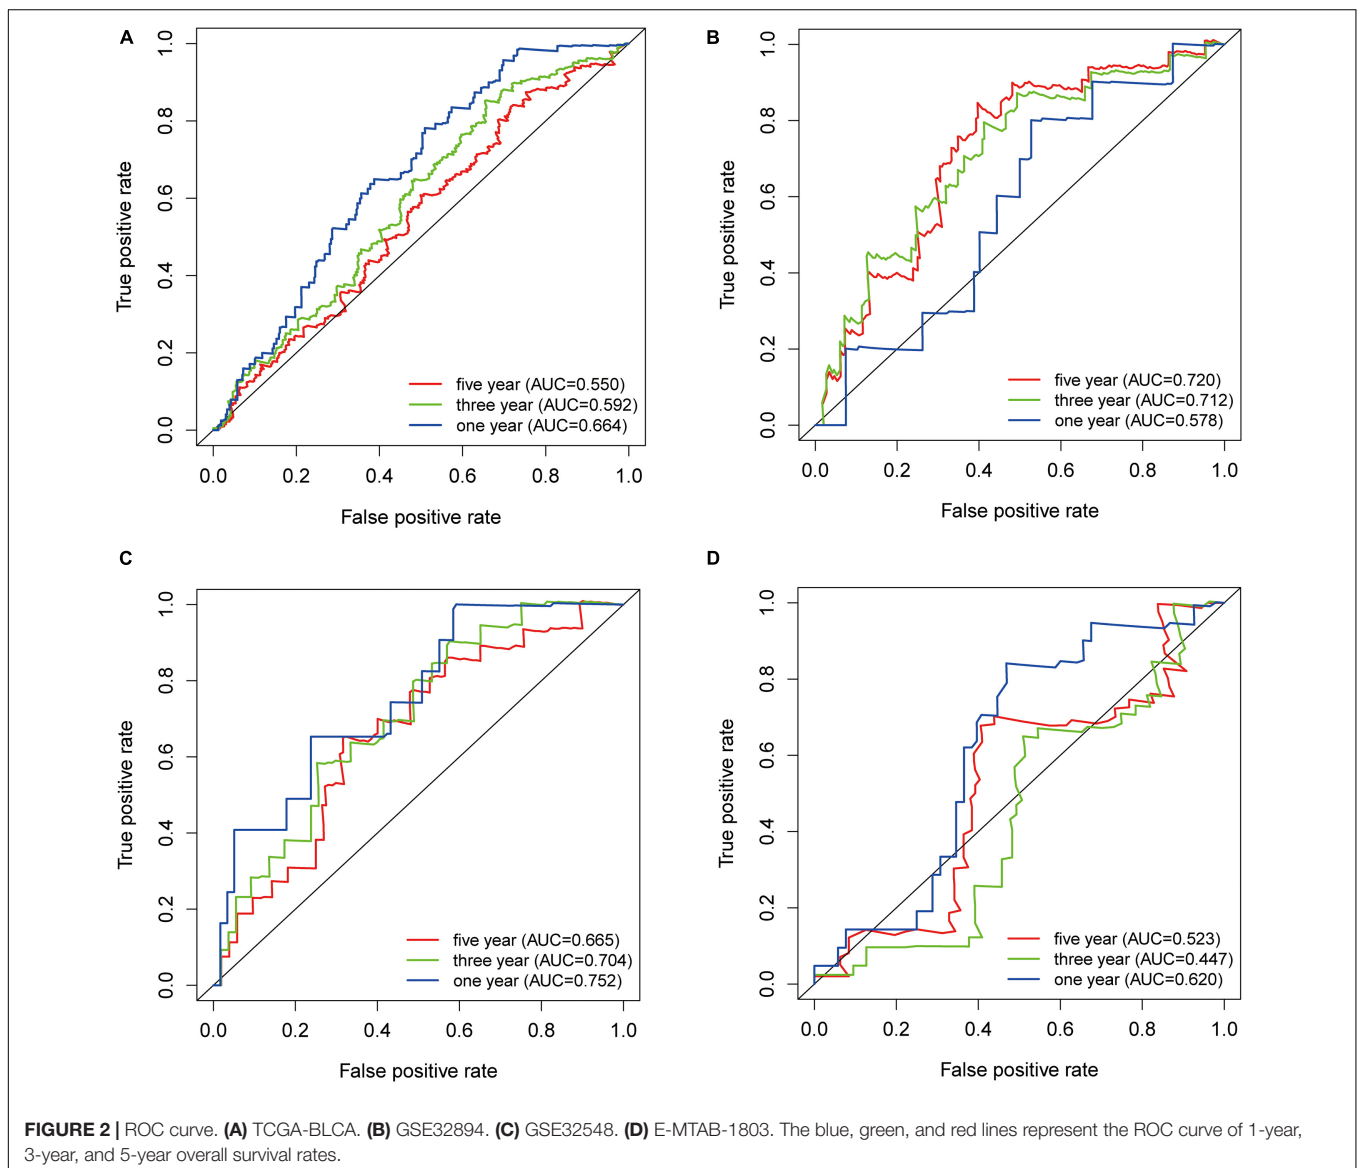 A
1.0
0.8
0.6
0.4
0.2
0.0
True positive rate
five year (AUC=0.550)
three year (AUC=0.592)
one year (AUC=0.664)
0.0 0.2 0.4 0.6 0.8 1.0
False positive rate
B
1.0
0.8
0.6
0.4
0.2
0.0
True positive rate
five year (AUC=0.720)
three year (AUC=0.712)
one year (AUC=0.578)
0.0 0.2 0.4 0.6 0.8 1.0
False positive rate
C
1.0
0.8
0.6
0.4
0.2
0.0
True positive rate
five year (AUC=0.665)
three year (AUC=0.704)
one year (AUC=0.752)
0.0 0.2 0.4 0.6 0.8 1.0
False positive rate
D
1.0
0.8
0.6
0.4
0.2
0.0
True positive rate
five year (AUC=0.523)
three year (AUC=0.447)
one year (AUC=0.620)
0.0 0.2 0.4 0.6 0.8 1.0
False positive rate
FIGURE 2 | ROC curve. (A) TCGA-BLCA. (B) GSE32894. (C) GSE32548. (D) E-MTAB-1803. The blue, green, and red lines represent the ROC curve of 1-year,
3-year, and 5-year overall survival rates.